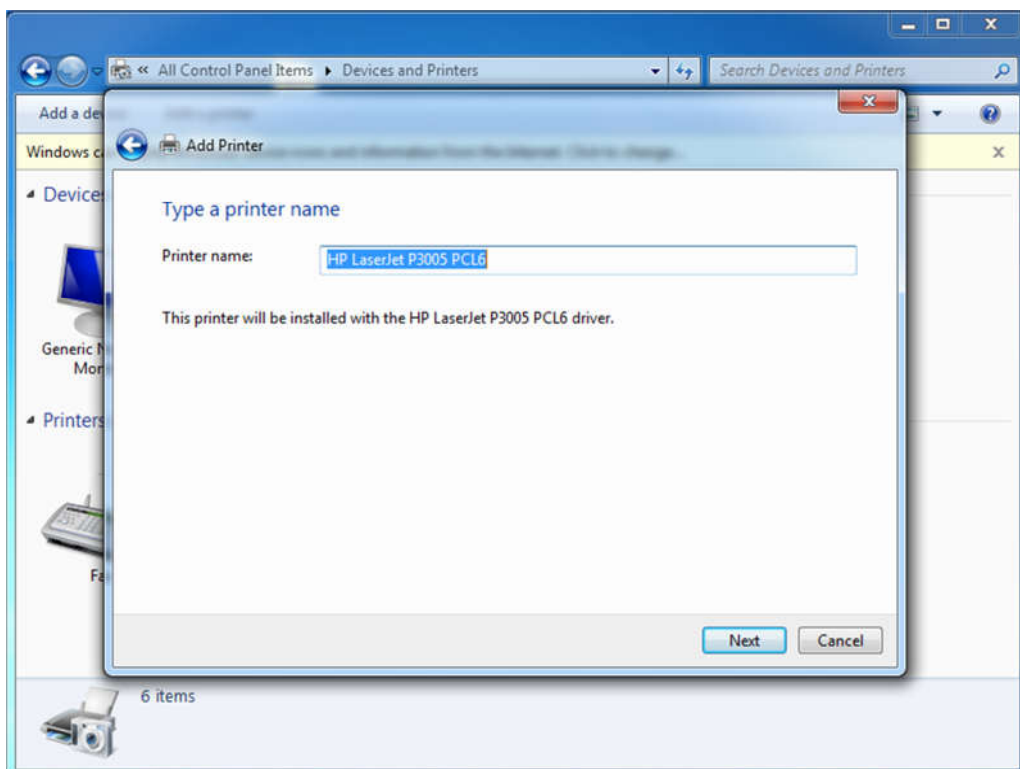 « All Control Panel Items ▸ Devices and Printers
Search Devices and Printers
Add a de
Windows c
Add Printer
Device
Type a printer name
Printer name: HP LaserJet P3005 PCL6
This printer will be installed with the HP LaserJet P3005 PCL6 driver.
Generic
Mor
Printers
Fa
Next Cancel
6 items